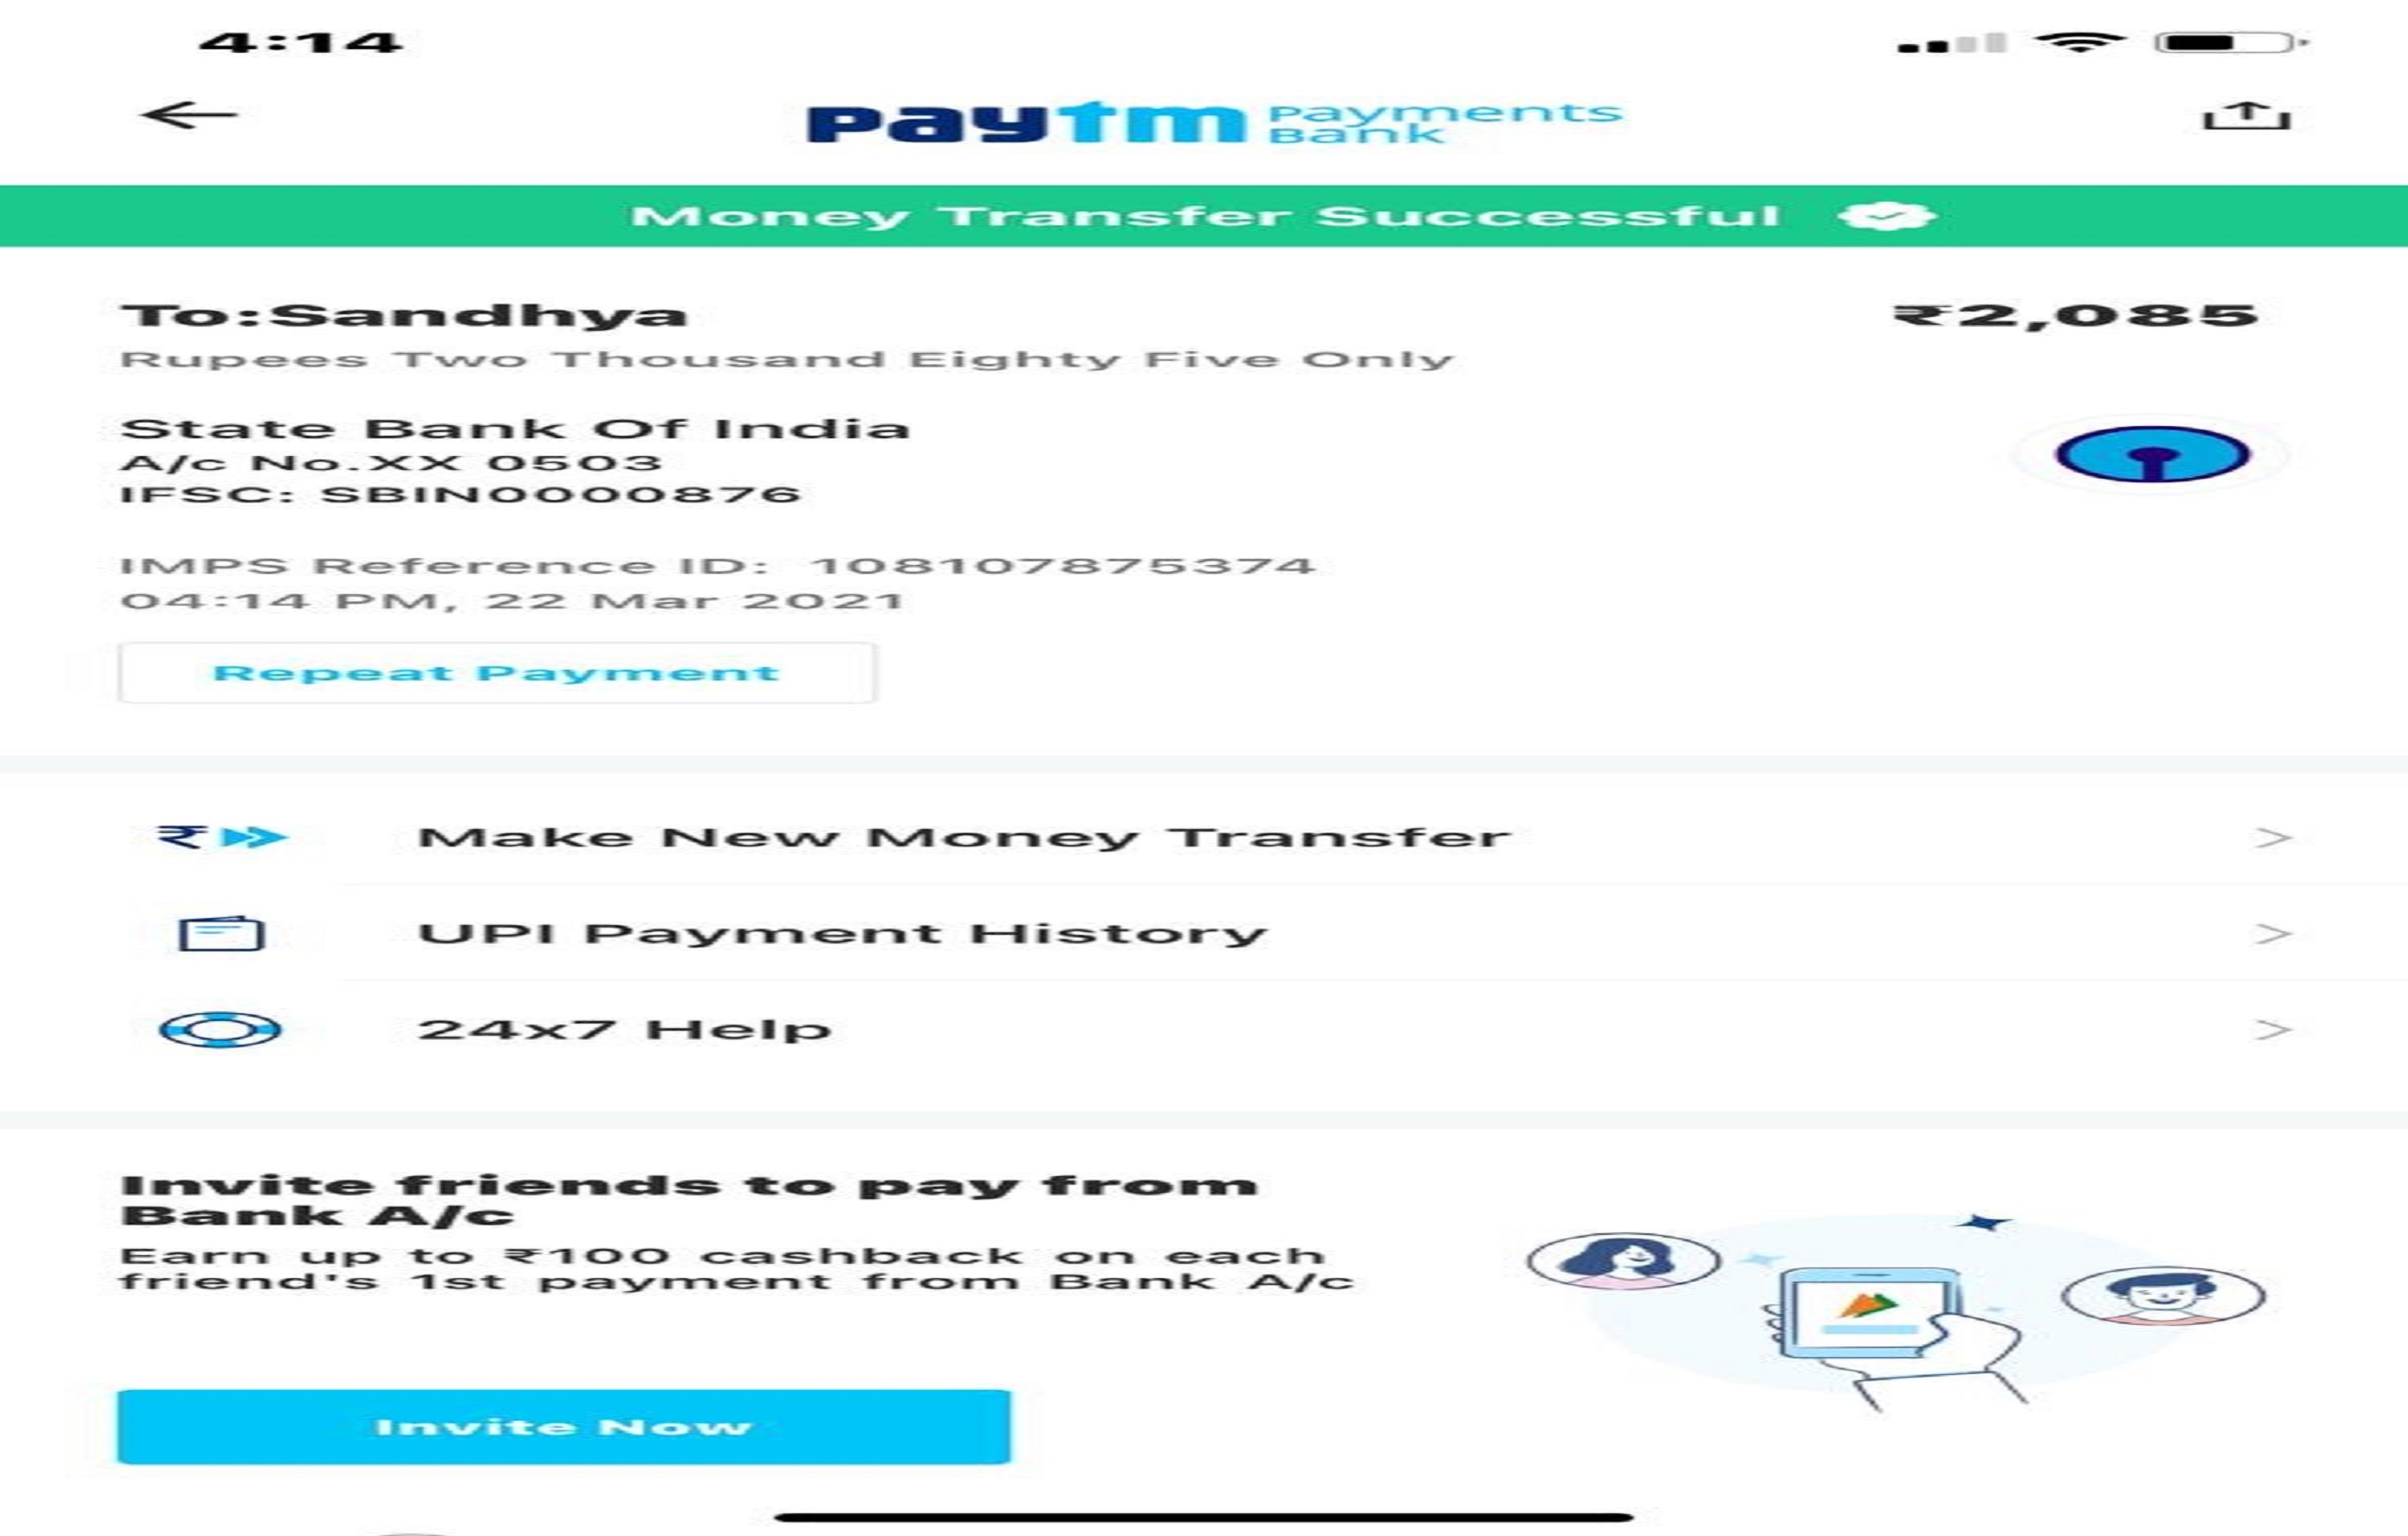 4:14
paytm Payments Bank
Money Transfer Successful
To:Sandhya ₹2,085
Rupees Two Thousand Eighty Five Only
State Bank Of India
A/c No.XX 0503
IFSC: SBIN0000876
IMPS Reference ID: 108107875374
04:14 PM, 22 Mar 2021
Repeat Payment
Make New Money Transfer
UPI Payment History
24x7 Help
Invite friends to pay from
Bank A/c
Earn up to ₹100 cashback on each
friend's 1st payment from Bank A/c
Invite Now